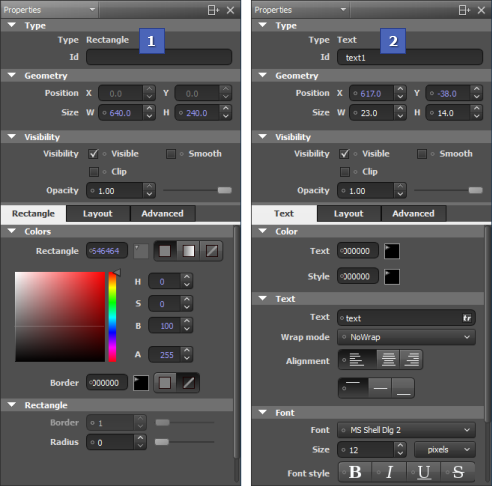 Properties
Type
Type Rectangle
1
Id
Geometry
Position X 0.0 Y 0.0
Size W 640.0 H 240.0
Visibility
Visibility Visible Smooth
Clip
Opacity 1.00
Rectangle Layout Advanced
Colors
Rectangle 646464
H 0
S 0
B 100
A 255
Border 000000
Rectangle
Border 1
Radius 0
Properties
Type
Type Text
2
Id text1
Geometry
Position X 617.0 Y -38.0
Size W 23.0 H 14.0
Visibility
Visibility Visible Smooth
Clip
Opacity 1.00
Text Layout Advanced
Color
Text 000000
Style 000000
Text
Text text tr
Wrap mode NoWrap
Alignment
Font
Font MS Shell Dlg 2
Size 12 pixels
Font style B I U S